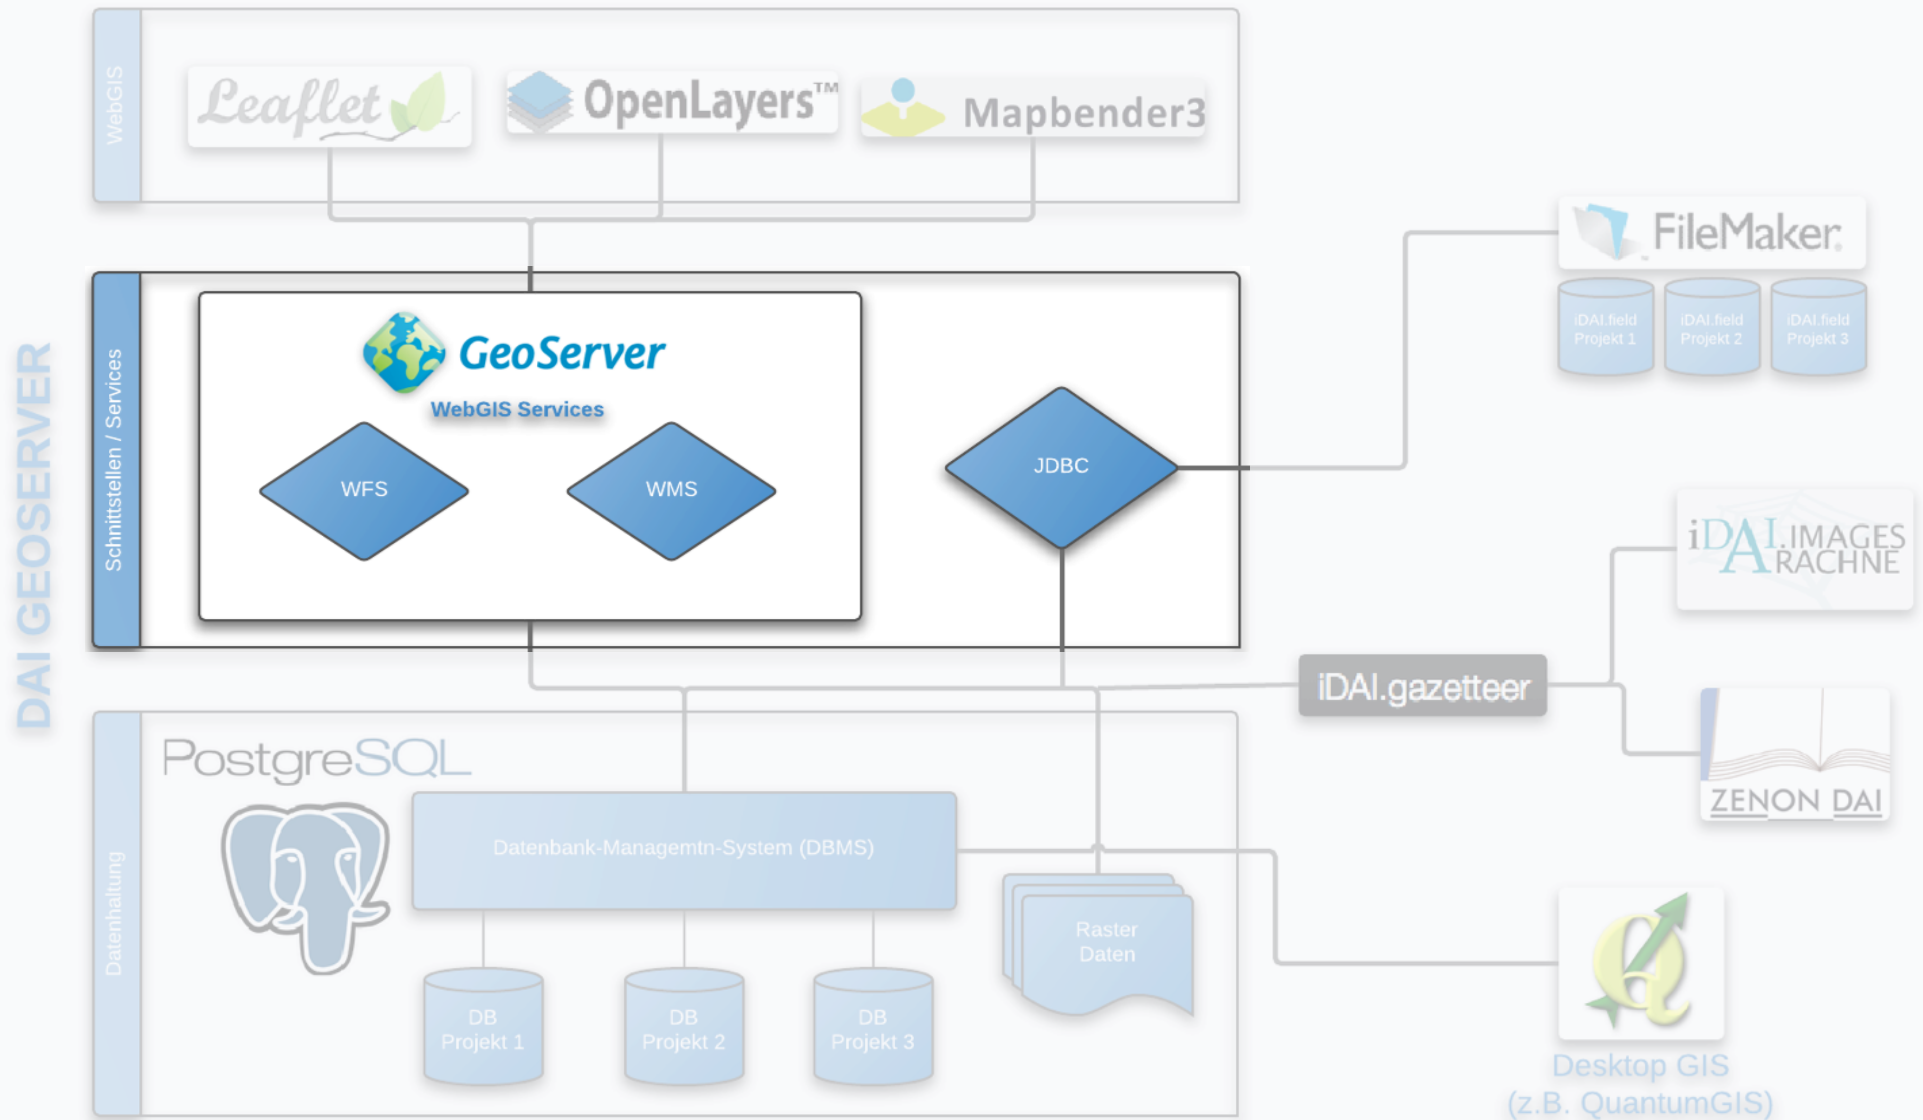 DAI GEOSERVER
WebGIS
Leaflet
OpenLayers™
Mapbender3
Schnittstellen / Services
GeoServer
WebGIS Services
WFS
WMS
JDBC
FileMaker
iDAI.field
Projekt 1
iDAI.field
Projekt 2
iDAI.field
Projekt 3
iDAI.IMAGES
ARACHNE
iDAI.gazetteer
ZENON DAI
Datenhaltung
PostgreSQL
Datenbank-Managemtn-System (DBMS)
DB
Projekt 1
DB
Projekt 2
DB
Projekt 3
Raster
Daten
Desktop GIS
(z.B. QuantumGIS)